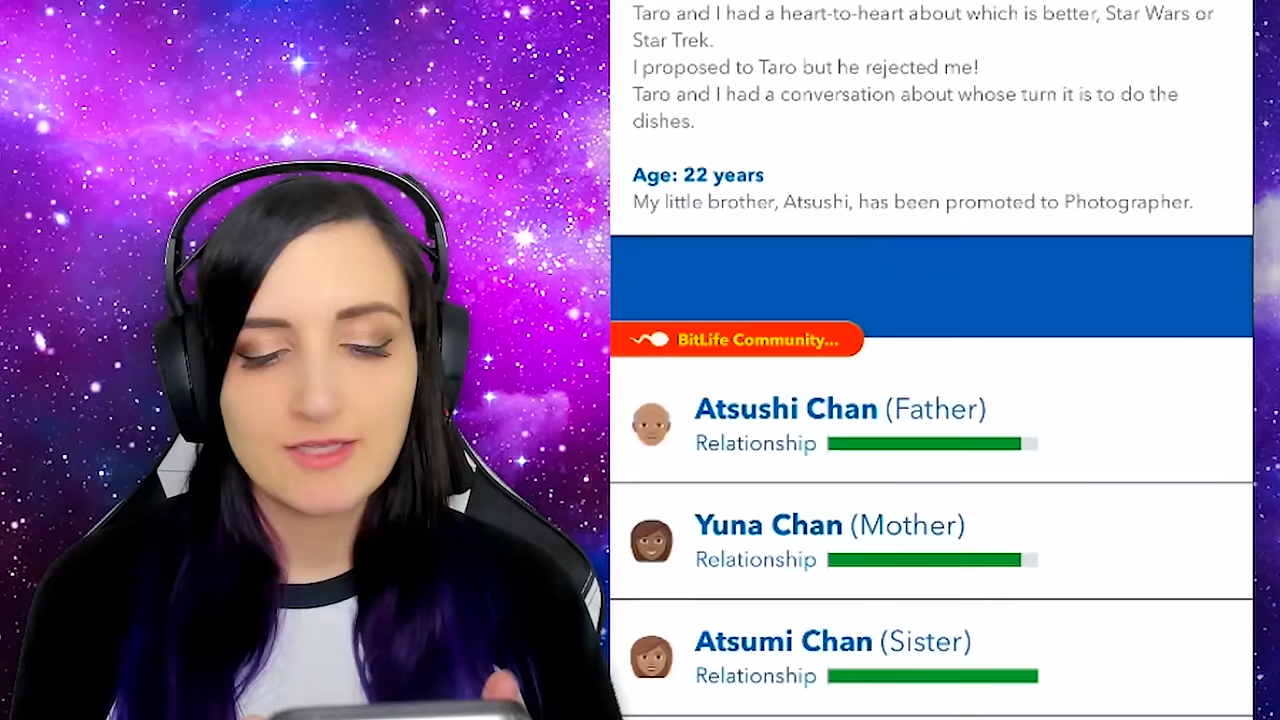 Taro and I had a heart-to-heart about which is better, Star Wars or
Star Trek.
I proposed to Taro but he rejected me!
Taro and I had a conversation about whose turn it is to do the
dishes.
Age: 22 years
My little brother, Atsushi, has been promoted to Photographer.
BitLife Community...
Atsushi Chan (Father)
Relationship
Yuna Chan (Mother)
Relationship
Atsumi Chan (Sister)
Relationship